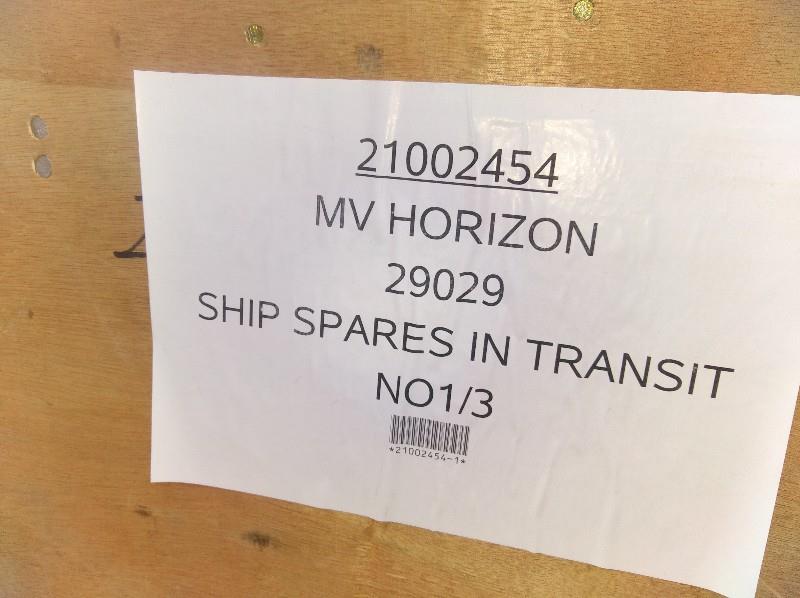 21002454
MV HORIZON
29029
SHIP SPARES IN TRANSIT
NO1/3
*21002454-1*